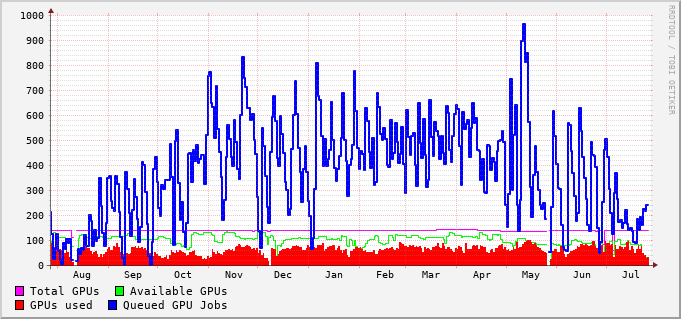 1000
900
800
700
600
500
400
300
200
100
0
Aug Sep Oct Nov Dec Jan Feb Mar Apr May Jun Jul
Total GPUs Available GPUs
GPUs used Queued GPU Jobs
RRDTOOL / TOBI OETIKER